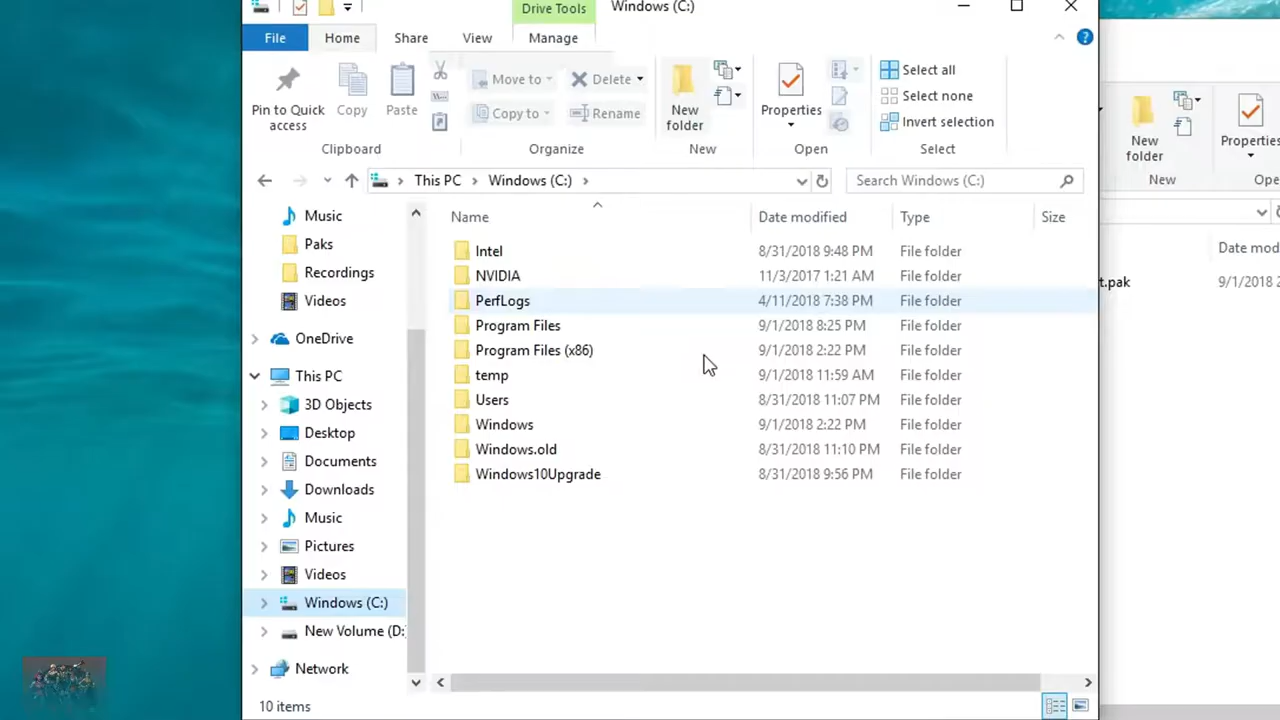 Drive Tools
Windows (C:)
File
Home
Share
View
Manage
Pin to Quick
access
Copy
Paste
Move to
Copy to
Delete
Rename
New
folder
Properties
Select all
Select none
Invert selection
Clipboard
Organize
New
Open
Select
This PC
Windows (C:)
Search Windows (C:)
Name
Date modified
Type
Size
Music
Paks
Recordings
Videos
OneDrive
This PC
3D Objects
Desktop
Documents
Downloads
Music
Pictures
Videos
Windows (C:)
New Volume (D:
Network
Intel 8/31/2018 9:48 PM File folder
NVIDIA 11/3/2017 1:21 AM File folder
PerfLogs 4/11/2018 7:38 PM File folder
Program Files 9/1/2018 8:25 PM File folder
Program Files (x86) 9/1/2018 2:22 PM File folder
temp 9/1/2018 11:59 AM File folder
Users 8/31/2018 11:07 PM File folder
Windows 9/1/2018 2:22 PM File folder
Windows.old 8/31/2018 11:10 PM File folder
Windows10Upgrade 8/31/2018 9:56 PM File folder
10 items
New
folder
Properties
New
Ope
Date mod
t.pak
9/1/2018 2